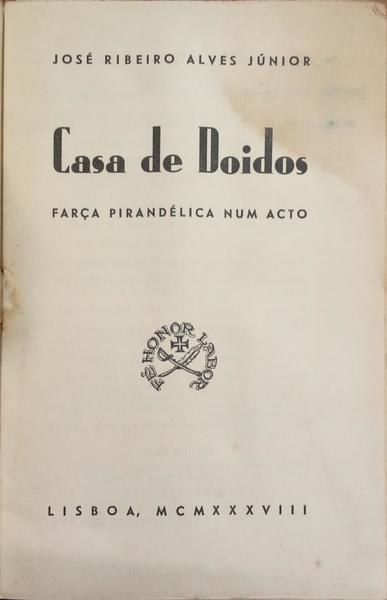 JOSÉ RIBEIRO ALVES JÚNIOR
Casa de Doidos
FARÇA PIRANDÉLICA NUM ACTO
FÉ HONOR LABOR
LISBOA, MCMXXXVIII